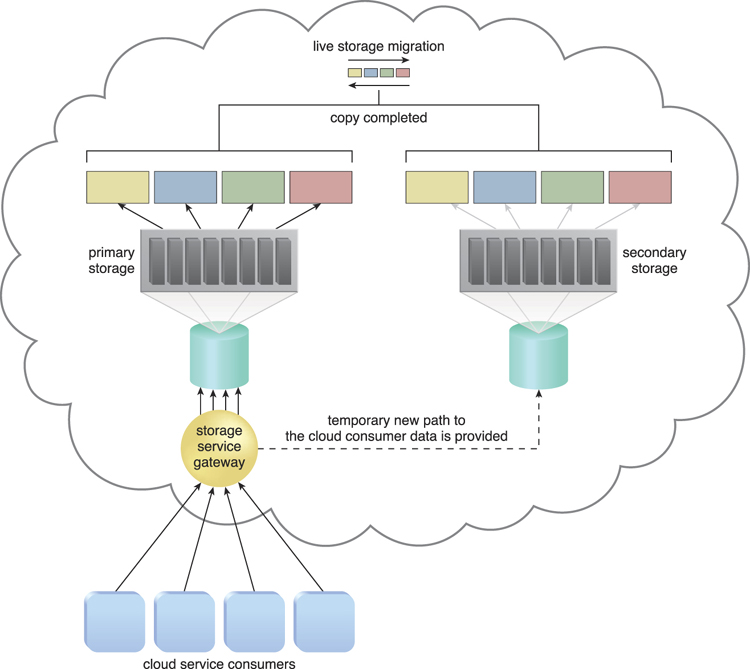 live storage migration
copy completed
primary
storage
secondary
storage
storage
service
gateway
temporary new path to
the cloud consumer data is provided
cloud service consumers